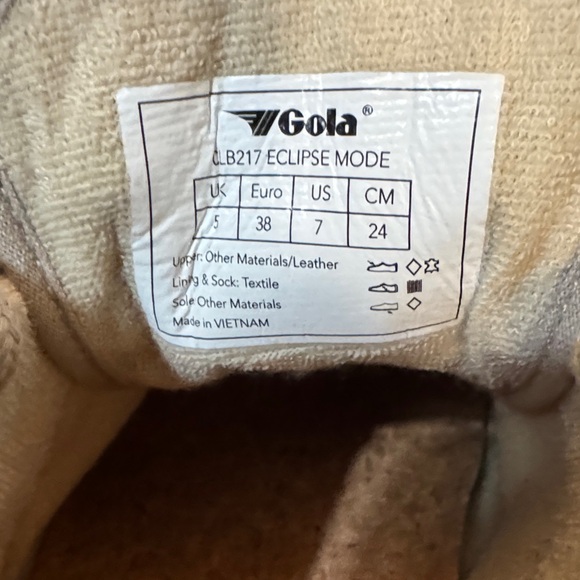 Gola®
CLB217 ECLIPSE MODE
UK Euro US CM
5 38 7 24
Upper: Other Materials/Leather
Lining & Sock: Textile
Sole Other Materials
Made in VIETNAM